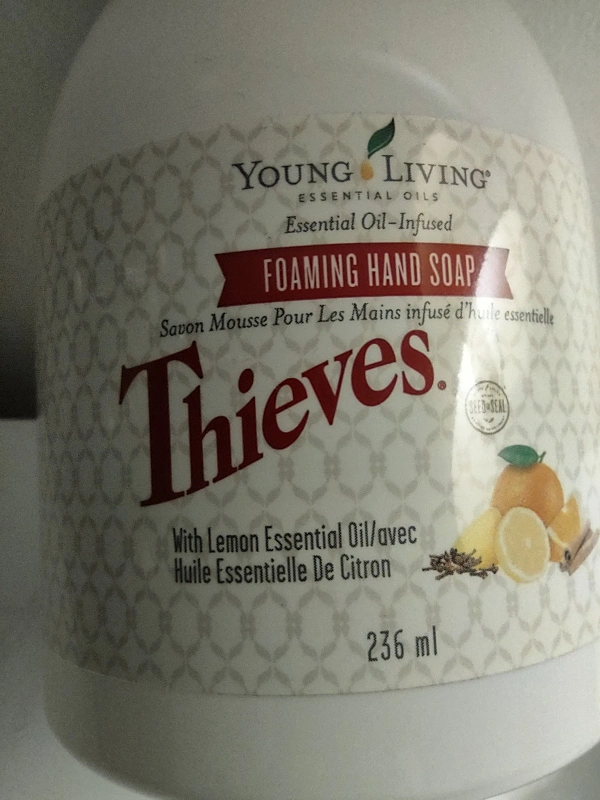 YOUNG LIVING®
ESSENTIAL OILS
Essential Oil-Infused
FOAMING HAND SOAP
Savon Mousse Pour Les Mains infusé d'huile essentielle
Thieves®
SEED TO SEAL
With Lemon Essential Oil/avec
Huile Essentielle De Citron
236 ml